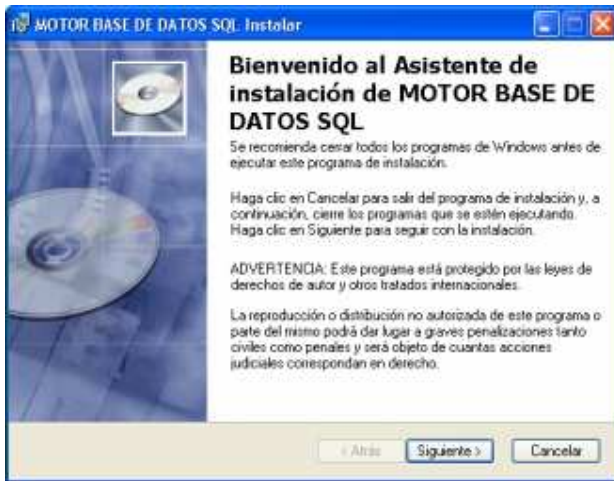 MOTOR BASE DE DATOS SQL Instalar
Bienvenido al Asistente de
instalación de MOTOR BASE DE
DATOS SQL
Se recomienda cerrar todos los programas de Windows antes de
ejecutar este programa de instalación.
Haga clic en Cancelar para salir del programa de instalación y, a
continuación, cierre los programas que se estén ejecutando.
Haga clic en Siguiente para seguir con la instalación.
ADVERTENCIA: Este programa está protegido por las leyes de
derechos de autor y otros tratados internacionales.
La reproducción o distribución no autorizada de este programa o
parte del mismo podrá dar lugar a graves penalizaciones tanto
civiles como penales y será objeto de cuantas acciones
judiciales correspondan en derecho.
< Atrás Siguiente > Cancelar